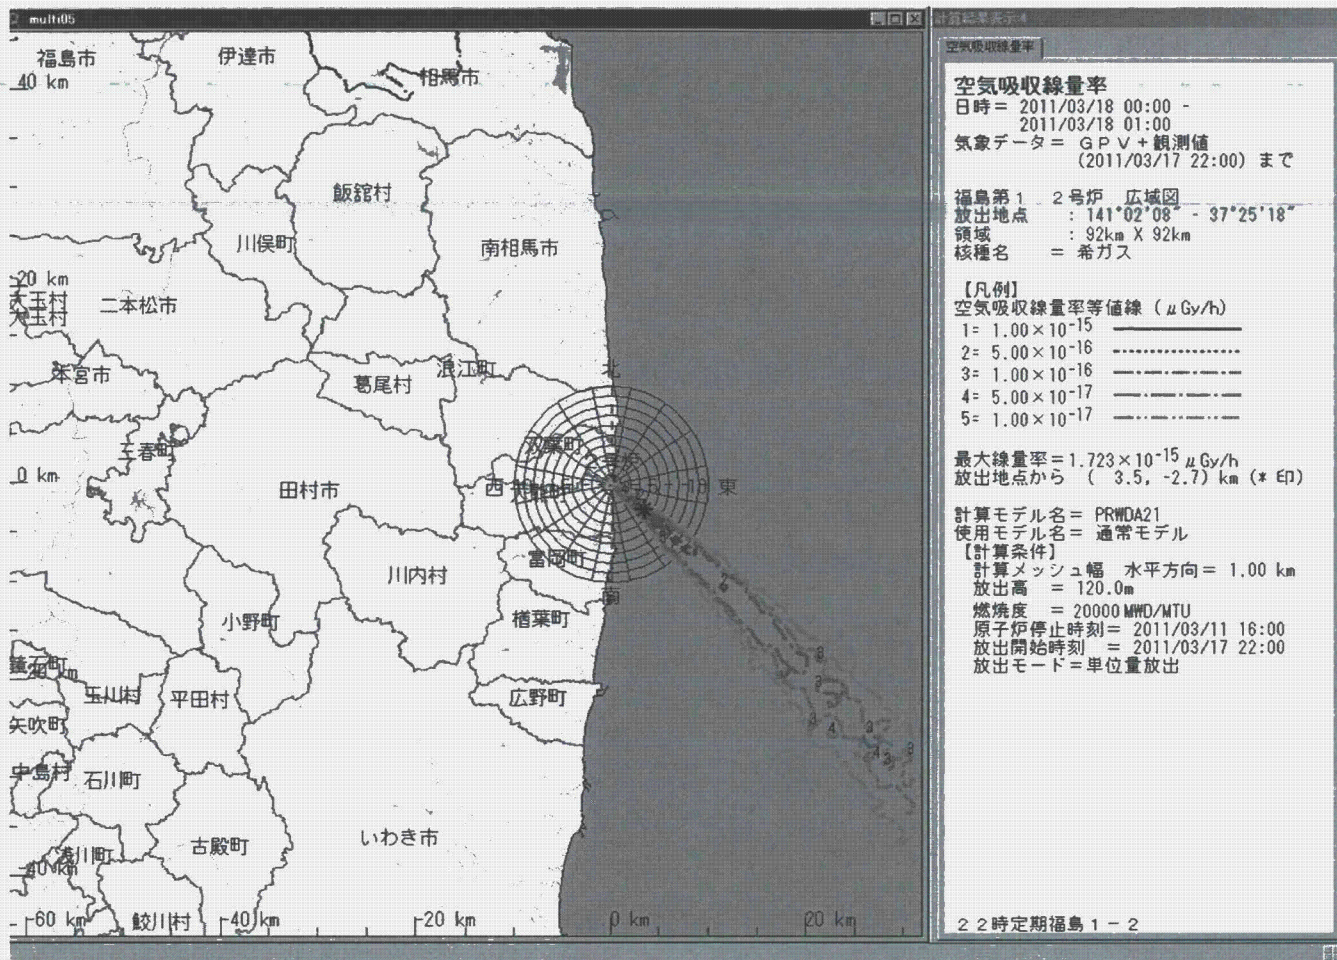 multi05
福島市
伊達市
相馬市
40 km
飯舘村
川俣町
南相馬市
20 km
大玉村
大玉村
二本松市
本宮市
葛尾村
浪江町
北
三春町
双葉町
0 km
田村市
西
東
川内村
富岡町
南
小野町
楢葉町
鏡石町
玉川村
平田村
広野町
矢吹町
中島村
石川町
いわき市
古殿町
浅川町
-40 km
鮫川村
-60 km
-40 km
-20 km
0 km
20 km
計算結果表示4
空気吸収線量率
空気吸収線量率
日時= 2011/03/18 00:00 -
2011/03/18 01:00
気象データ= GPV+観測値
(2011/03/17 22:00) まで
福島第1 2号炉 広域図
放出地点 : 141°02'08" - 37°25'18"
領域 : 92km X 92km
核種名 = 希ガス
【凡例】
空気吸収線量率等値線 (μGy/h)
1= 1.00×10⁻¹⁵
2= 5.00×10⁻¹⁶
3= 1.00×10⁻¹⁶
4= 5.00×10⁻¹⁷
5= 1.00×10⁻¹⁷
最大線量率=1.723×10⁻¹⁵μGy/h
放出地点から ( 3.5, -2.7) km (* 印)
計算モデル名= PRWDA21
使用モデル名= 通常モデル
【計算条件】
計算メッシュ幅 水平方向= 1.00 km
放出高 = 120.0m
燃焼度 = 20000MWD/MTU
原子炉停止時刻= 2011/03/11 16:00
放出開始時刻 = 2011/03/17 22:00
放出モード=単位量放出
22時定期福島1-2